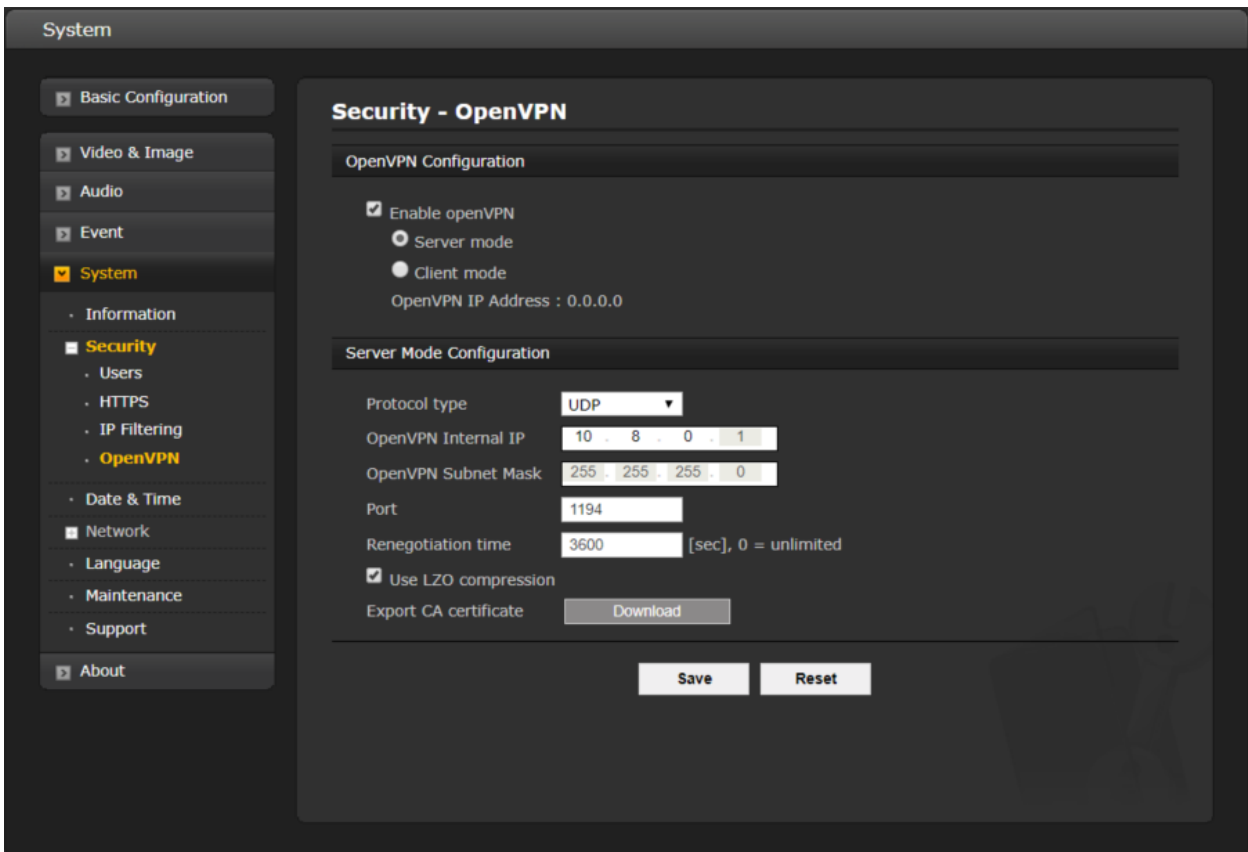 System
Basic Configuration
Video & Image
Audio
Event
System
Information
Security
Users
HTTPS
IP Filtering
OpenVPN
Date & Time
Network
Language
Maintenance
Support
About
Security - OpenVPN
OpenVPN Configuration
Enable openVPN
Server mode
Client mode
OpenVPN IP Address : 0.0.0.0
Server Mode Configuration
Protocol type UDP
OpenVPN Internal IP 10 . 8 . 0 . 1
OpenVPN Subnet Mask 255 . 255 . 255 . 0
Port 1194
Renegotiation time 3600 [sec], 0 = unlimited
Use LZO compression
Export CA certificate Download
Save Reset